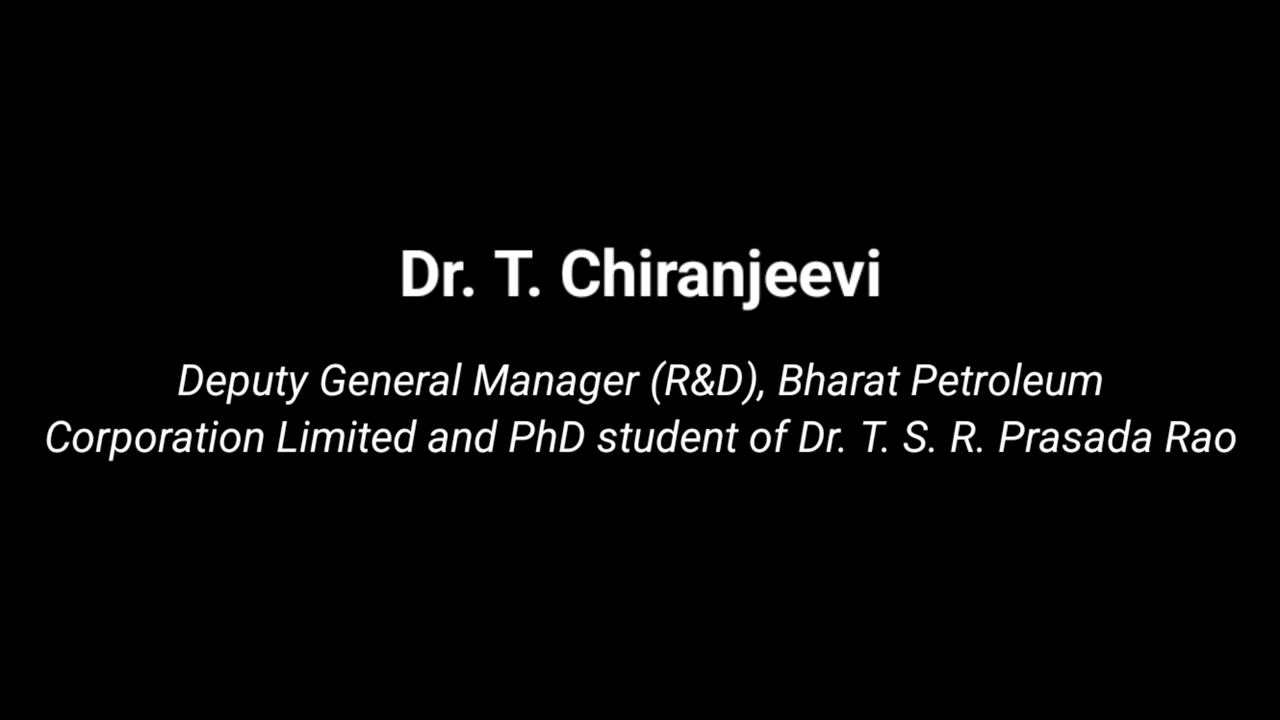 Dr. T. Chiranjeevi
Deputy General Manager (R&D), Bharat Petroleum
Corporation Limited and PhD student of Dr. T. S. R. Prasada Rao